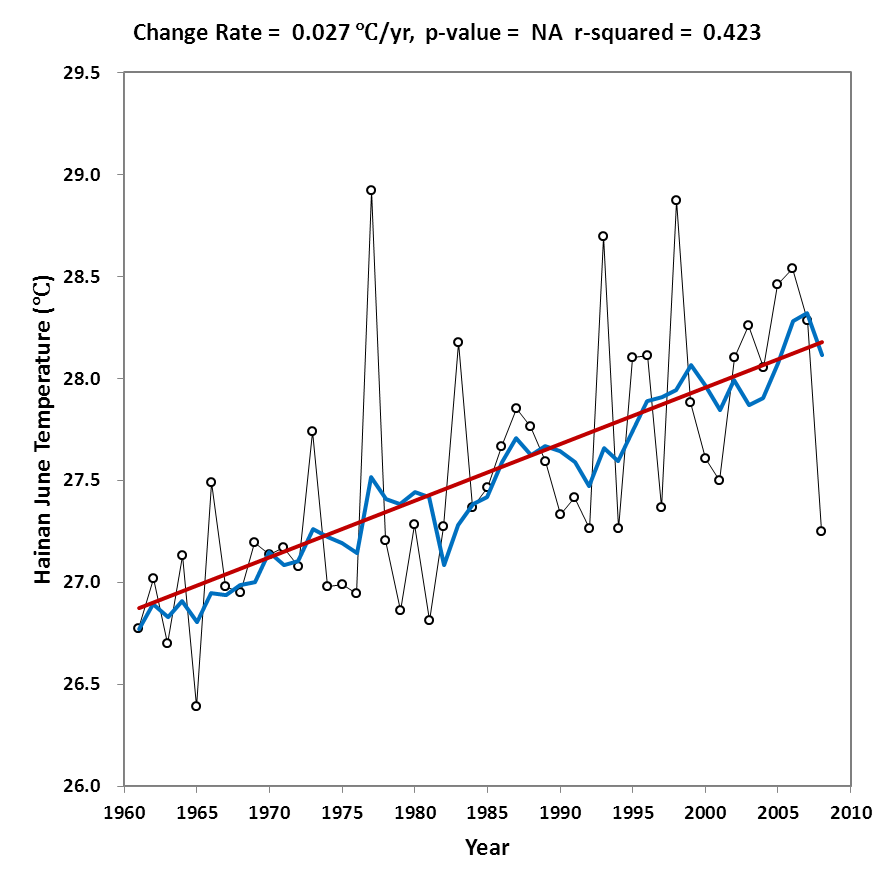 Change Rate = 0.027 ℃/yr, p-value = NA r-squared = 0.423
29.5
29.0
28.5
28.0
27.5
27.0
26.5
26.0
Hainan June Temperature (℃)
1960 1965 1970 1975 1980 1985 1990 1995 2000 2005 2010
Year